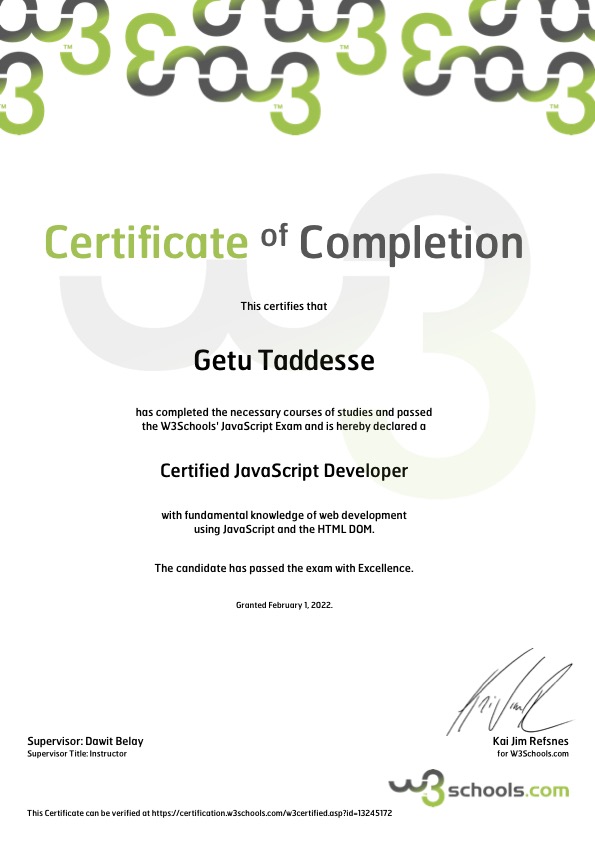 Certificate of Completion
This certifies that
Getu Taddesse
has completed the necessary courses of studies and passed
the W3Schools' JavaScript Exam and is hereby declared a
Certified JavaScript Developer
with fundamental knowledge of web development
using JavaScript and the HTML DOM.
The candidate has passed the exam with Excellence.
Granted February 1, 2022.
Supervisor: Dawit Belay
Supervisor Title: Instructor
Kai Jim Refsnes
for W3Schools.com
w3schools.com
This Certificate can be verified at https://certification.w3schools.com/w3certified.asp?id=13245172